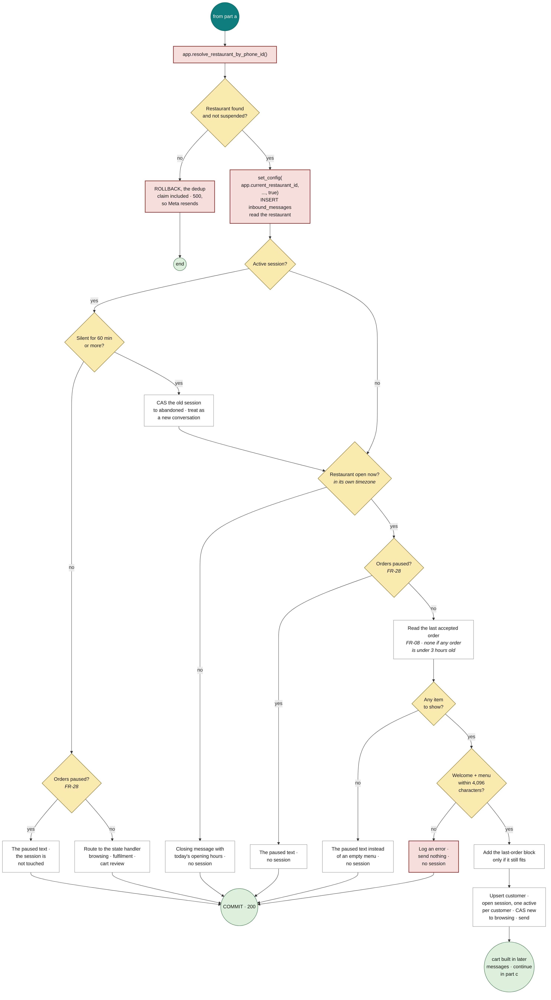 from part a
app.resolve_restaurant_by_phone_id()
Restaurant found
and not suspended?
no
yes
ROLLBACK, the dedup
claim included · 500,
so Meta resends
set_config(
app.current_restaurant_id,
..., true)
INSERT
inbound_messages
read the restaurant
end
Active session?
yes
no
Silent for 60 min
or more?
yes
CAS the old session
to abandoned · treat as
a new conversation
Restaurant open now?
in its own timezone
yes
no
Orders paused?
FR-28
no
no
yes
Read the last accepted
order
FR-08 · none if any order
is under 3 hours old
Any item
to show?
yes
no
Welcome + menu
within 4,096
characters?
Orders paused?
FR-28
yes
no
no
yes
The paused text ·
the session is
not touched
Route to the state handler
browsing · fulfilment ·
cart review
Closing message with
today's opening hours ·
no session
The paused text ·
no session
The paused text instead
of an empty menu ·
no session
Log an error ·
send nothing ·
no session
Add the last-order block
only if it still fits
COMMIT · 200
Upsert customer ·
open session, one active
per customer · CAS new
to browsing · send
cart built in later
messages · continue
in part c